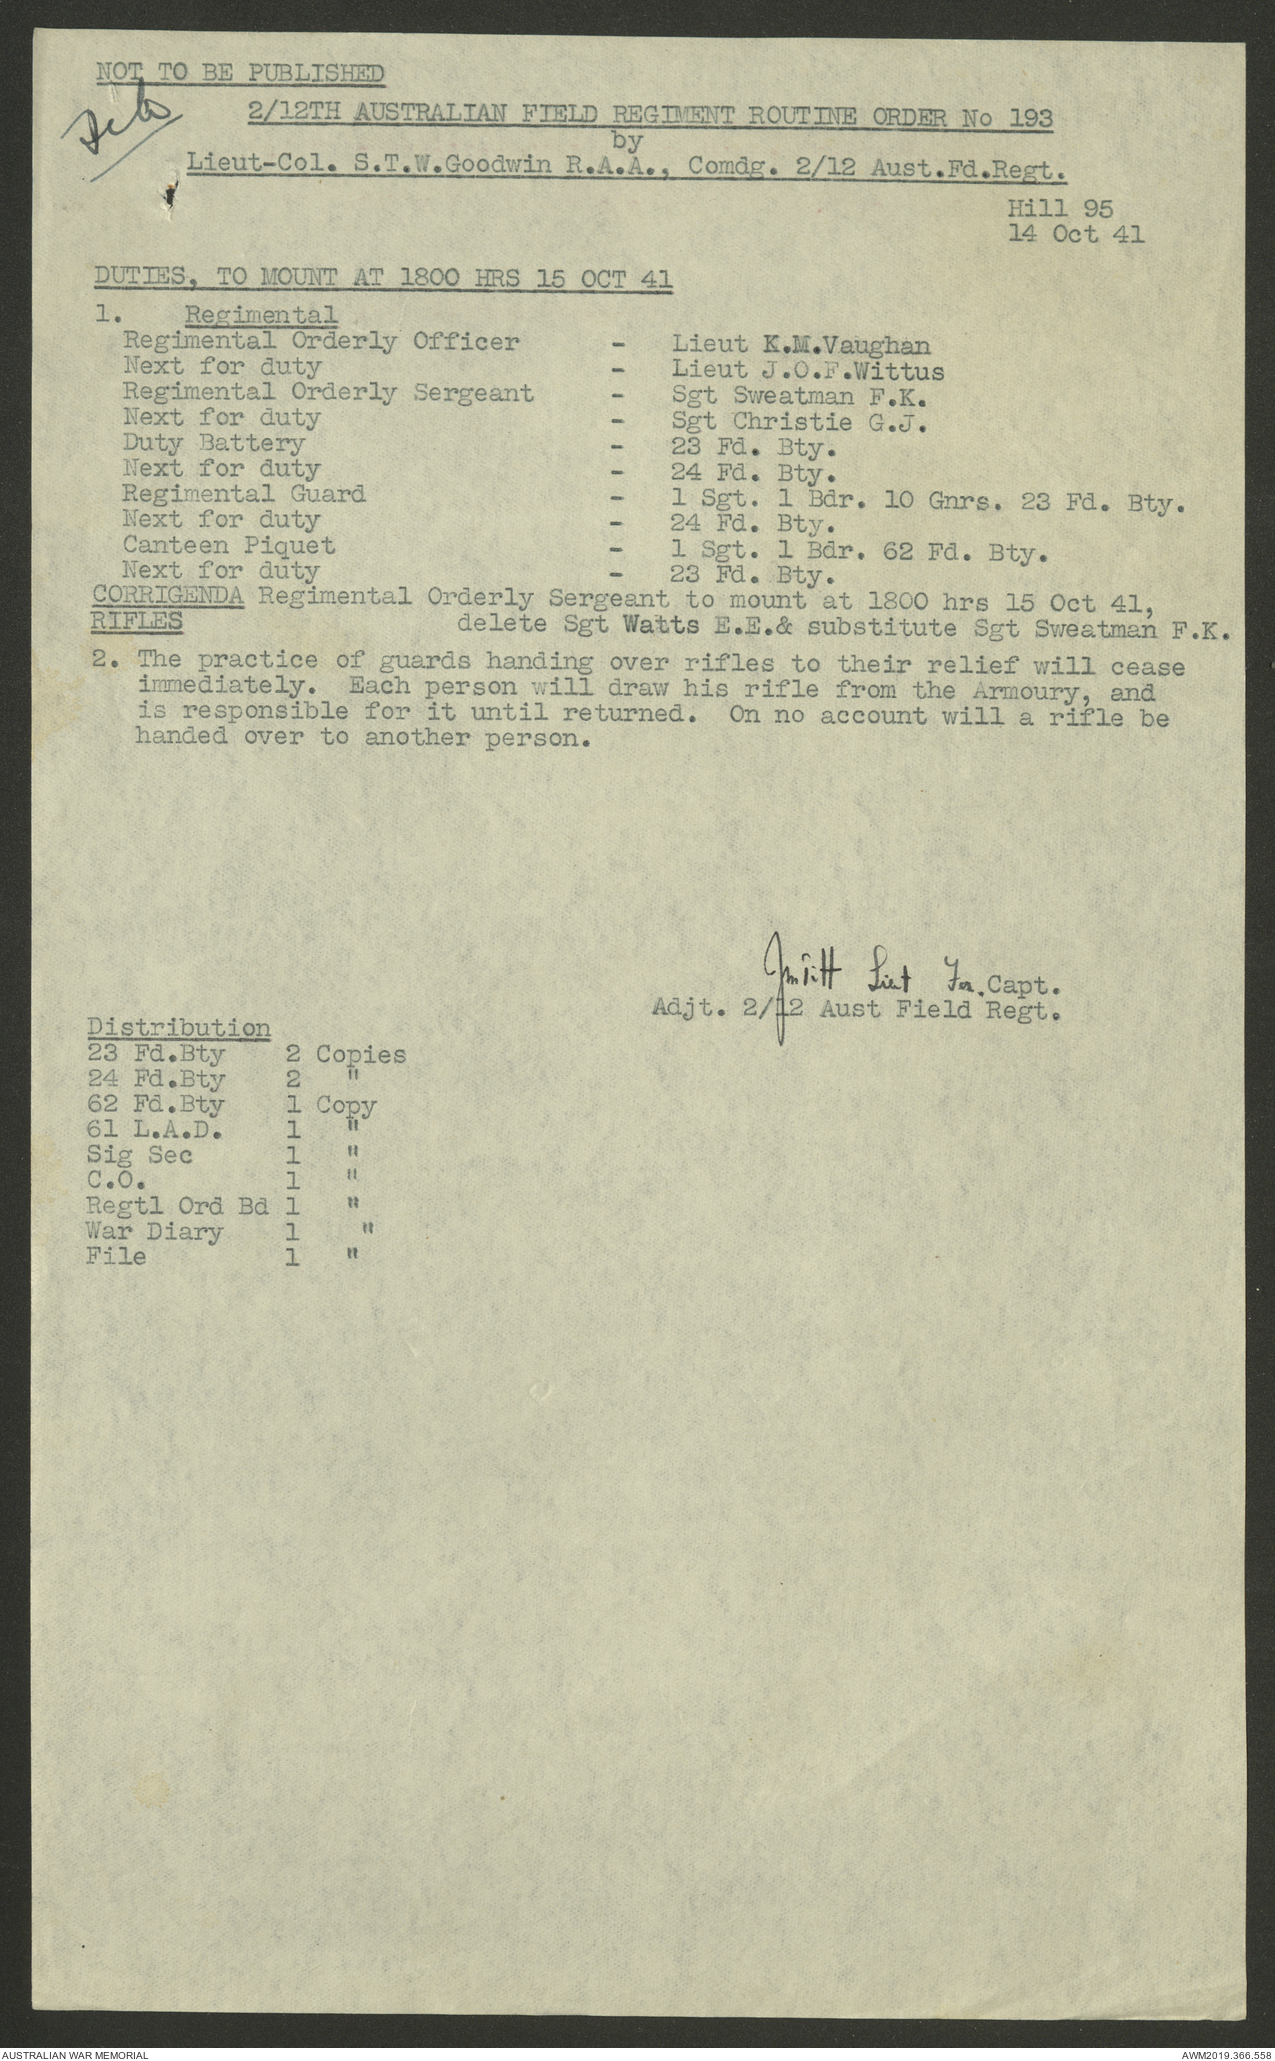 NOT TO BE PUBLISHED
2/12TH AUSTRALIAN FIELD REGIMENT ROUTINE ORDER No 193
by
Lieut-Col. S.T.W.Goodwin R.A.A., Comdg. 2/12 Aust.Fd.Regt.
Hill 95
14 Oct 41
DUTIES, TO MOUNT AT 1800 HRS 15 OCT 41
1. Regimental
Regimental Orderly Officer - Lieut K.M.Vaughan
Next for duty - Lieut J.O.F.Wittus
Regimental Orderly Sergeant - Sgt Sweatman F.K.
Next for duty - Sgt Christie G.J.
Duty Battery - 23 Fd. Bty.
Next for duty - 24 Fd. Bty.
Regimental Guard - 1 Sgt. 1 Bdr. 10 Gnrs. 23 Fd. Bty.
Next for duty - 24 Fd. Bty.
Canteen Piquet - 1 Sgt. 1 Bdr. 62 Fd. Bty.
Next for duty - 23 Fd. Bty.
CORRIGENDA Regimental Orderly Sergeant to mount at 1800 hrs 15 Oct 41,
RIFLES delete Sgt Watts E.E.& substitute Sgt Sweatman F.K.
2. The practice of guards handing over rifles to their relief will cease
immediately. Each person will draw his rifle from the Armoury, and
is responsible for it until returned. On no account will a rifle be
handed over to another person.
Lieut For. Capt.
Adjt. 2/12 Aust Field Regt.
Distribution
23 Fd.Bty 2 Copies
24 Fd.Bty 2 "
62 Fd.Bty 1 Copy
61 L.A.D. 1 "
Sig Sec 1 "
C.O. 1 "
Regtl Ord Bd 1 "
War Diary 1 "
File 1 "
AUSTRALIAN WAR MEMORIAL
AWM2019.366.558